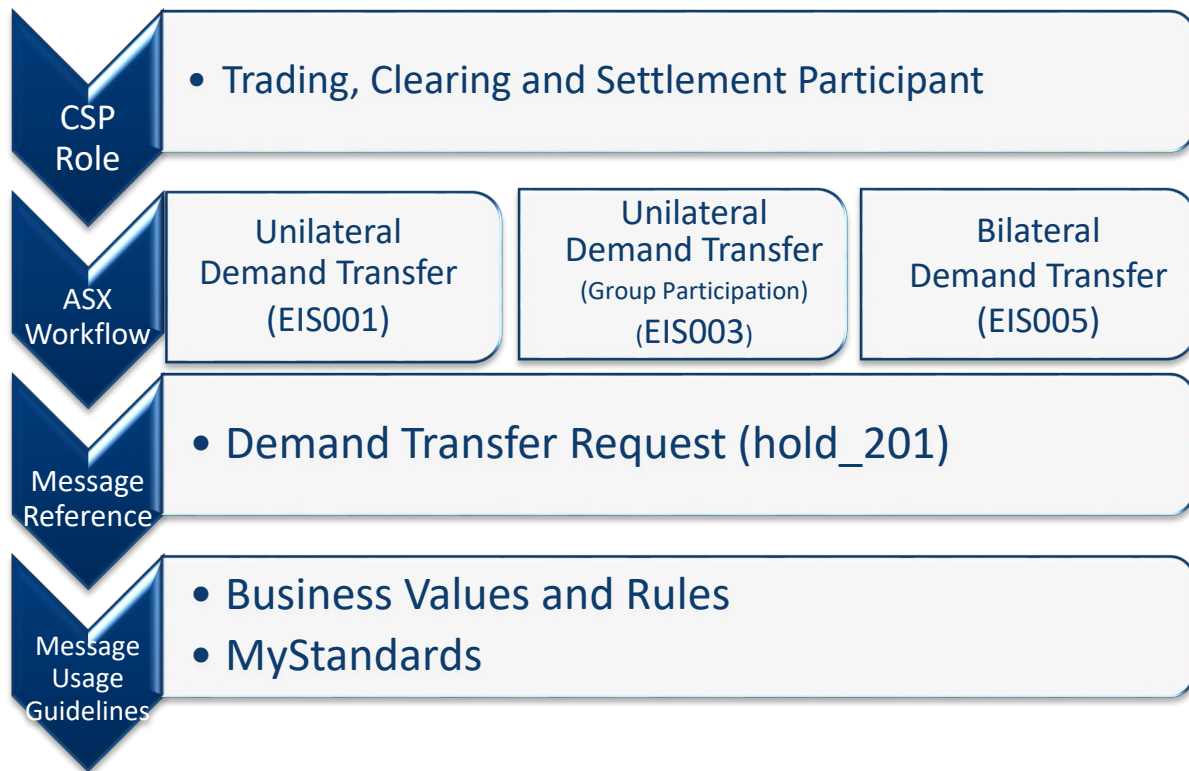 CSP
Role
• Trading, Clearing and Settlement Participant
ASX
Workflow
Unilateral
Demand Transfer
(EIS001)
Unilateral
Demand Transfer
(Group Participation)
(EIS003)
Bilateral
Demand Transfer
(EIS005)
Message
Reference
• Demand Transfer Request (hold_201)
Message
Usage
Guidelines
• Business Values and Rules
• MyStandards